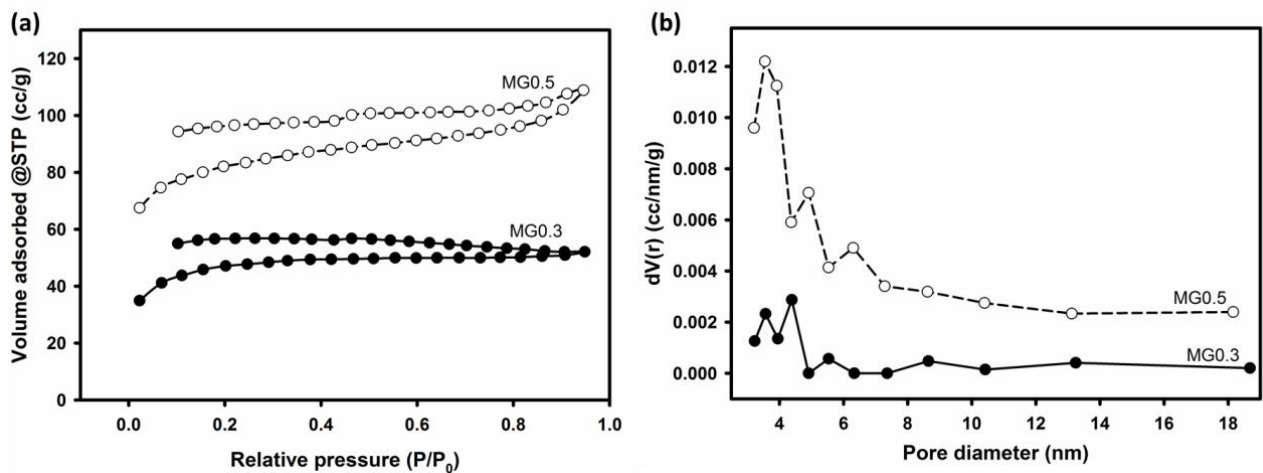 (a)
Volume adsorbed @STP (cc/g)
120
100
80
60
40
20
0
MG0.5
MG0.3
0.0 0.2 0.4 0.6 0.8 1.0
Relative pressure (P/P₀)
(b)
dV(r) (cc/nm/g)
0.012
0.010
0.008
0.006
0.004
0.002
0.000
MG0.5
MG0.3
4 6 8 10 12 14 16 18
Pore diameter (nm)